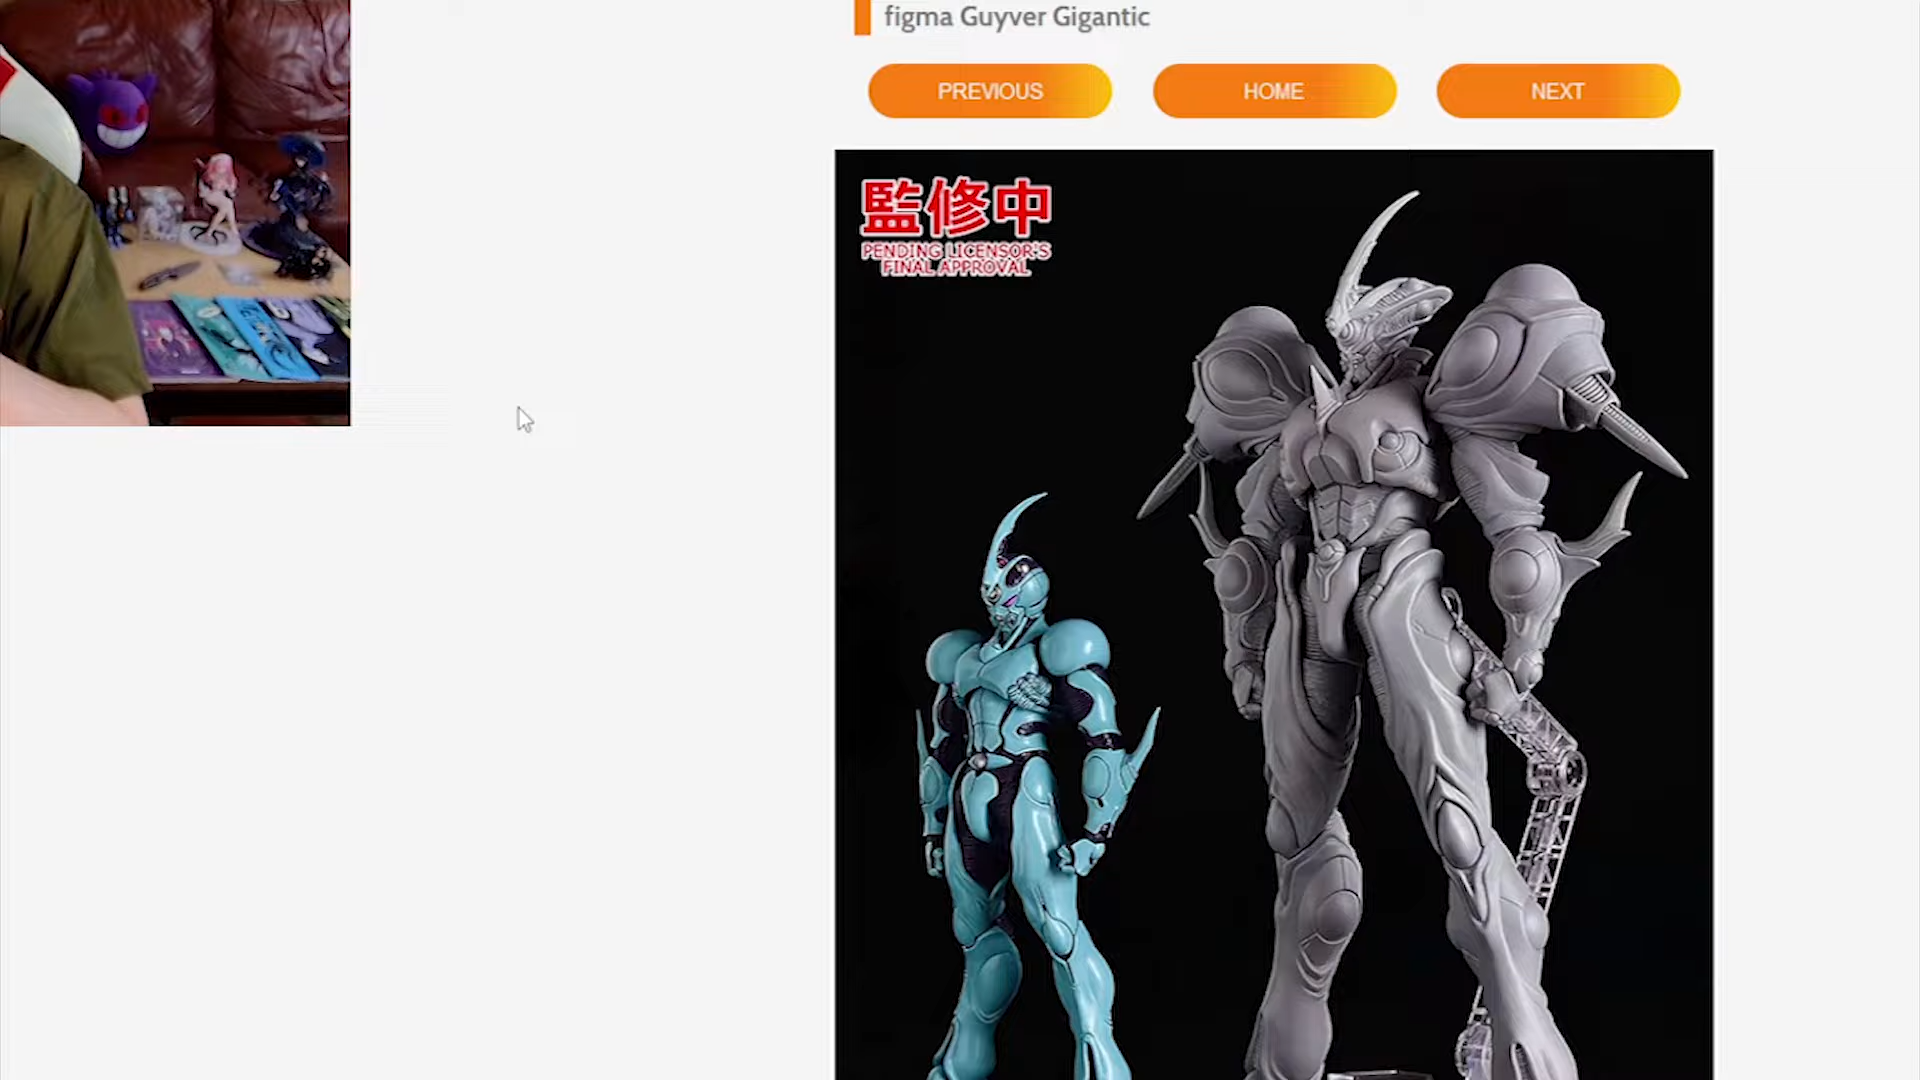 figma Guyver Gigantic
PREVIOUS
HOME
NEXT
監修中
PENDING LICENSOR'S
FINAL APPROVAL